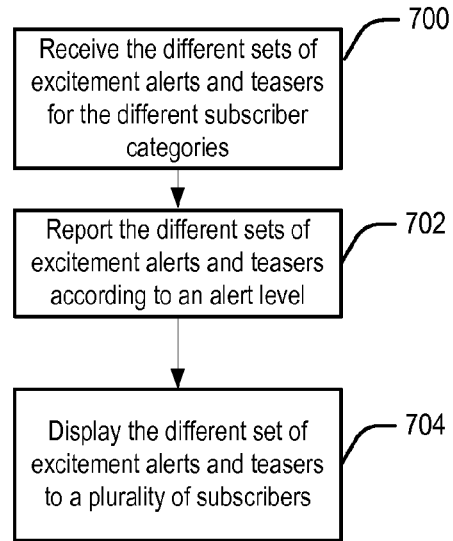 700
Receive the different sets of
excitement alerts and teasers
for the different subscriber
categories
702
Report the different sets of
excitement alerts and teasers
according to an alert level
704
Display the different set of
excitement alerts and teasers
to a plurality of subscribers